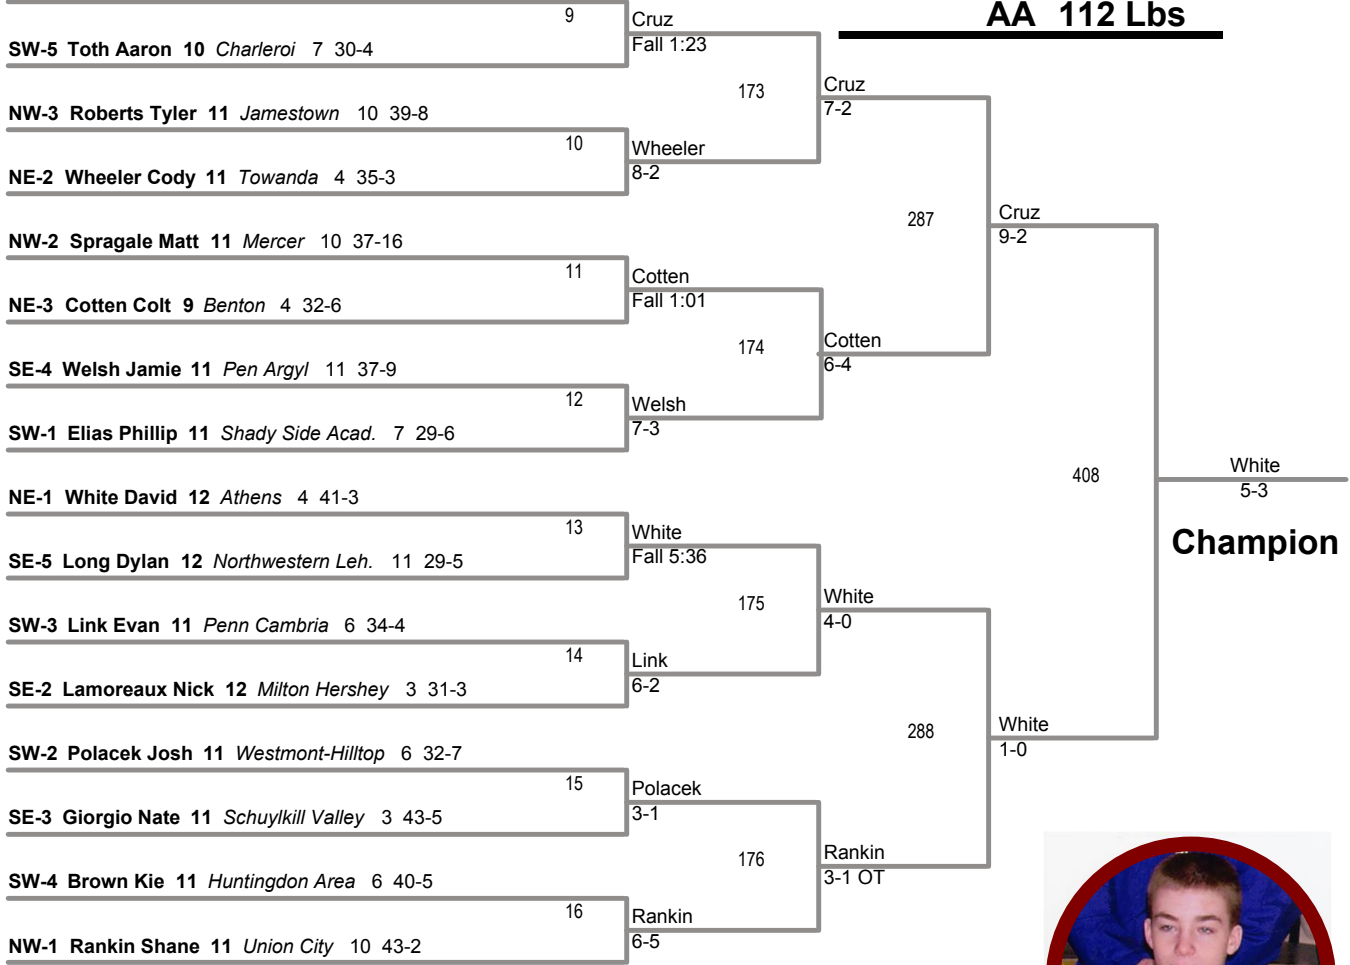 AA 112 Lbs
9
Cruz
Fall 1:23
SW-5 Toth Aaron 10 Charleroi 7 30-4
173
Cruz
7-2
NW-3 Roberts Tyler 11 Jamestown 10 39-8
10
Wheeler
8-2
NE-2 Wheeler Cody 11 Towanda 4 35-3
287
Cruz
9-2
NW-2 Spragale Matt 11 Mercer 10 37-16
11
Cotten
Fall 1:01
NE-3 Cotten Colt 9 Benton 4 32-6
174
Cotten
6-4
SE-4 Welsh Jamie 11 Pen Argyl 11 37-9
12
Welsh
7-3
SW-1 Elias Phillip 11 Shady Side Acad. 7 29-6
408
White
5-3
Champion
NE-1 White David 12 Athens 4 41-3
13
White
Fall 5:36
SE-5 Long Dylan 12 Northwestern Leh. 11 29-5
175
White
4-0
SW-3 Link Evan 11 Penn Cambria 6 34-4
14
Link
6-2
SE-2 Lamoreaux Nick 12 Milton Hershey 3 31-3
288
White
1-0
SW-2 Polacek Josh 11 Westmont-Hilltop 6 32-7
15
Polacek
3-1
SE-3 Giorgio Nate 11 Schuylkill Valley 3 43-5
176
Rankin
3-1 OT
SW-4 Brown Kie 11 Huntingdon Area 6 40-5
16
Rankin
6-5
NW-1 Rankin Shane 11 Union City 10 43-2